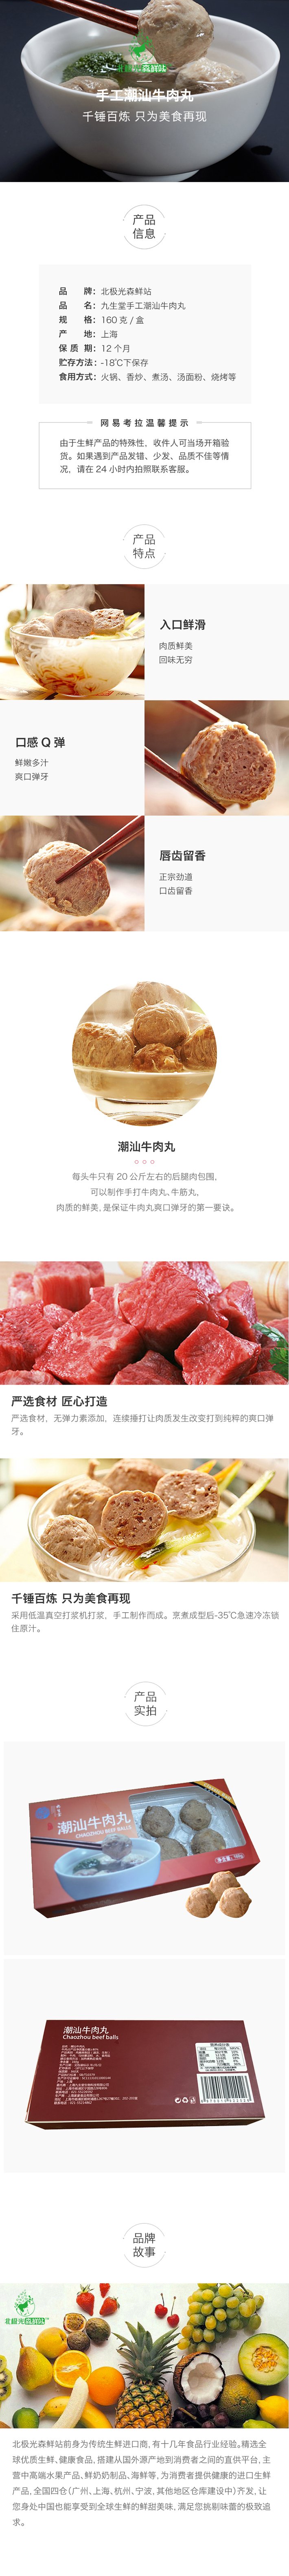 北极光
手工潮汕牛肉丸
千锤百炼 只为美食再现
产品
信息
品 牌：北极光森鲜站
品 名：九生堂手工潮汕牛肉丸
规 格：160 克 / 盒
产 地：上海
保 质 期：12 个月
贮存方法：-18℃下保存
食用方式：火锅、香炒、煮汤、汤面粉、烧烤等
网易考拉温馨提示
由于生鲜产品的特殊性，收件人可当场开箱验
货。如果遇到产品发错、少发、品质不佳等情
况，请在 24 小时内拍照联系客服。
产品
特点
入口鲜滑
肉质鲜美
回味无穷
口感 Q 弹
鲜嫩多汁
爽口弹牙
唇齿留香
正宗劲道
口齿留香
潮汕牛肉丸
每头牛只有 20 公斤左右的后腿肉包围，
可以制作手打牛肉丸、牛筋丸，
肉质的鲜美，是保证牛肉丸爽口弹牙的第一要诀。
严选食材 匠心打造
严选食材，无弹力素添加，连续捶打让肉质发生改变打到纯粹的爽口弹
牙。
千锤百炼 只为美食再现
采用低温真空打浆机打浆，手工制作而成。烹煮成型后-35℃急速冷冻锁
住原汁。
产品
实拍
潮汕牛肉丸
CHAOZHOU BEEF BALLS
潮汕牛肉丸
Chaozhou beef balls
品牌
故事
北极光
北极光森鲜站前身为传统生鲜进口商，有十几年食品行业经验。精选全
球优质生鲜、健康食品，搭建从国外源产地到消费者之间的直供平台，主
营中高端水果产品、鲜奶奶制品、海鲜等，为消费者提供健康的进口生鲜
产品，全国四仓（广州、上海、杭州、宁波，其他地区仓库建设中）齐发，让
您身处中国也能享受到全球生鲜的鲜甜美味，满足您挑剔味蕾的极致追
求。